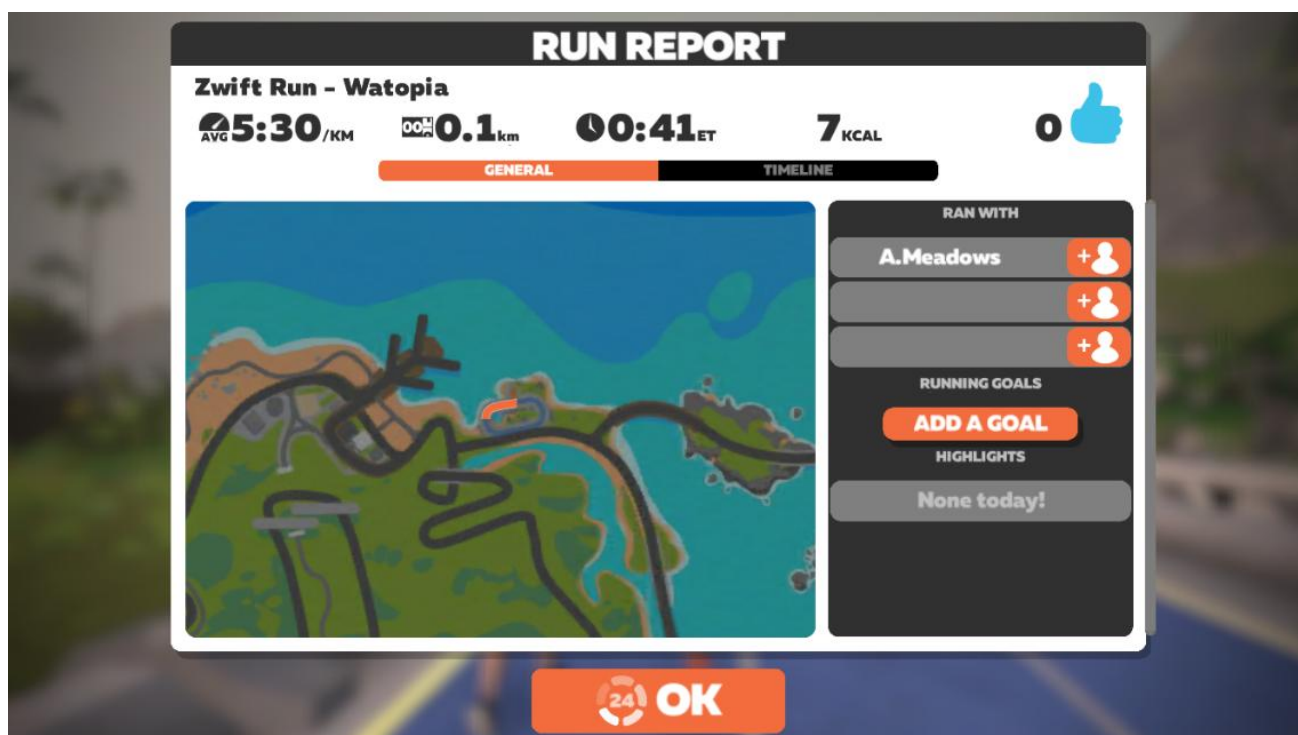 RUN REPORT
Zwift Run - Watopia
AVG 5:30/KM 0.1km 0:41ET 7KCAL 0
GENERAL TIMELINE
RAN WITH
A.Meadows +
+
+
RUNNING GOALS
ADD A GOAL
HIGHLIGHTS
None today!
24 OK